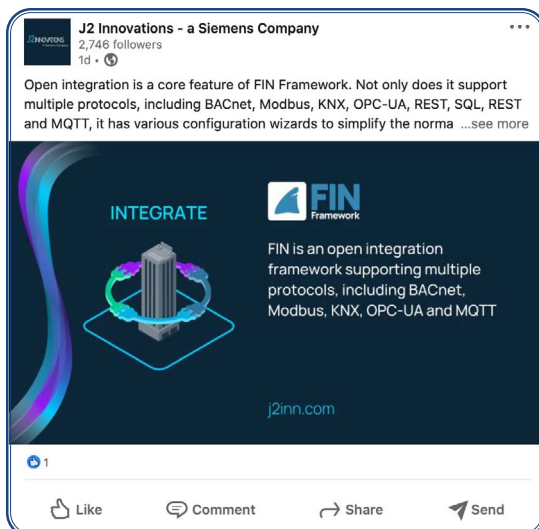 J2 Innovations - a Siemens Company
2,746 followers
1d •
Open integration is a core feature of FIN Framework. Not only does it support
multiple protocols, including BACnet, Modbus, KNX, OPC-UA, REST, SQL, REST
and MQTT, it has various configuration wizards to simplify the norma ...see more
INTEGRATE
FIN
Framework
FIN is an open integration
framework supporting multiple
protocols, including BACnet,
Modbus, KNX, OPC-UA and MQTT
j2inn.com
1
Like
Comment
Share
Send